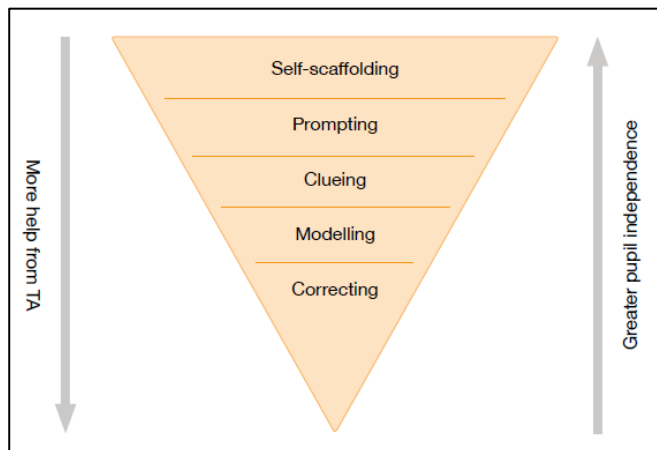 Self-scaffolding
Prompting
Clueing
Modelling
Correcting
More help from TA
Greater pupil independence